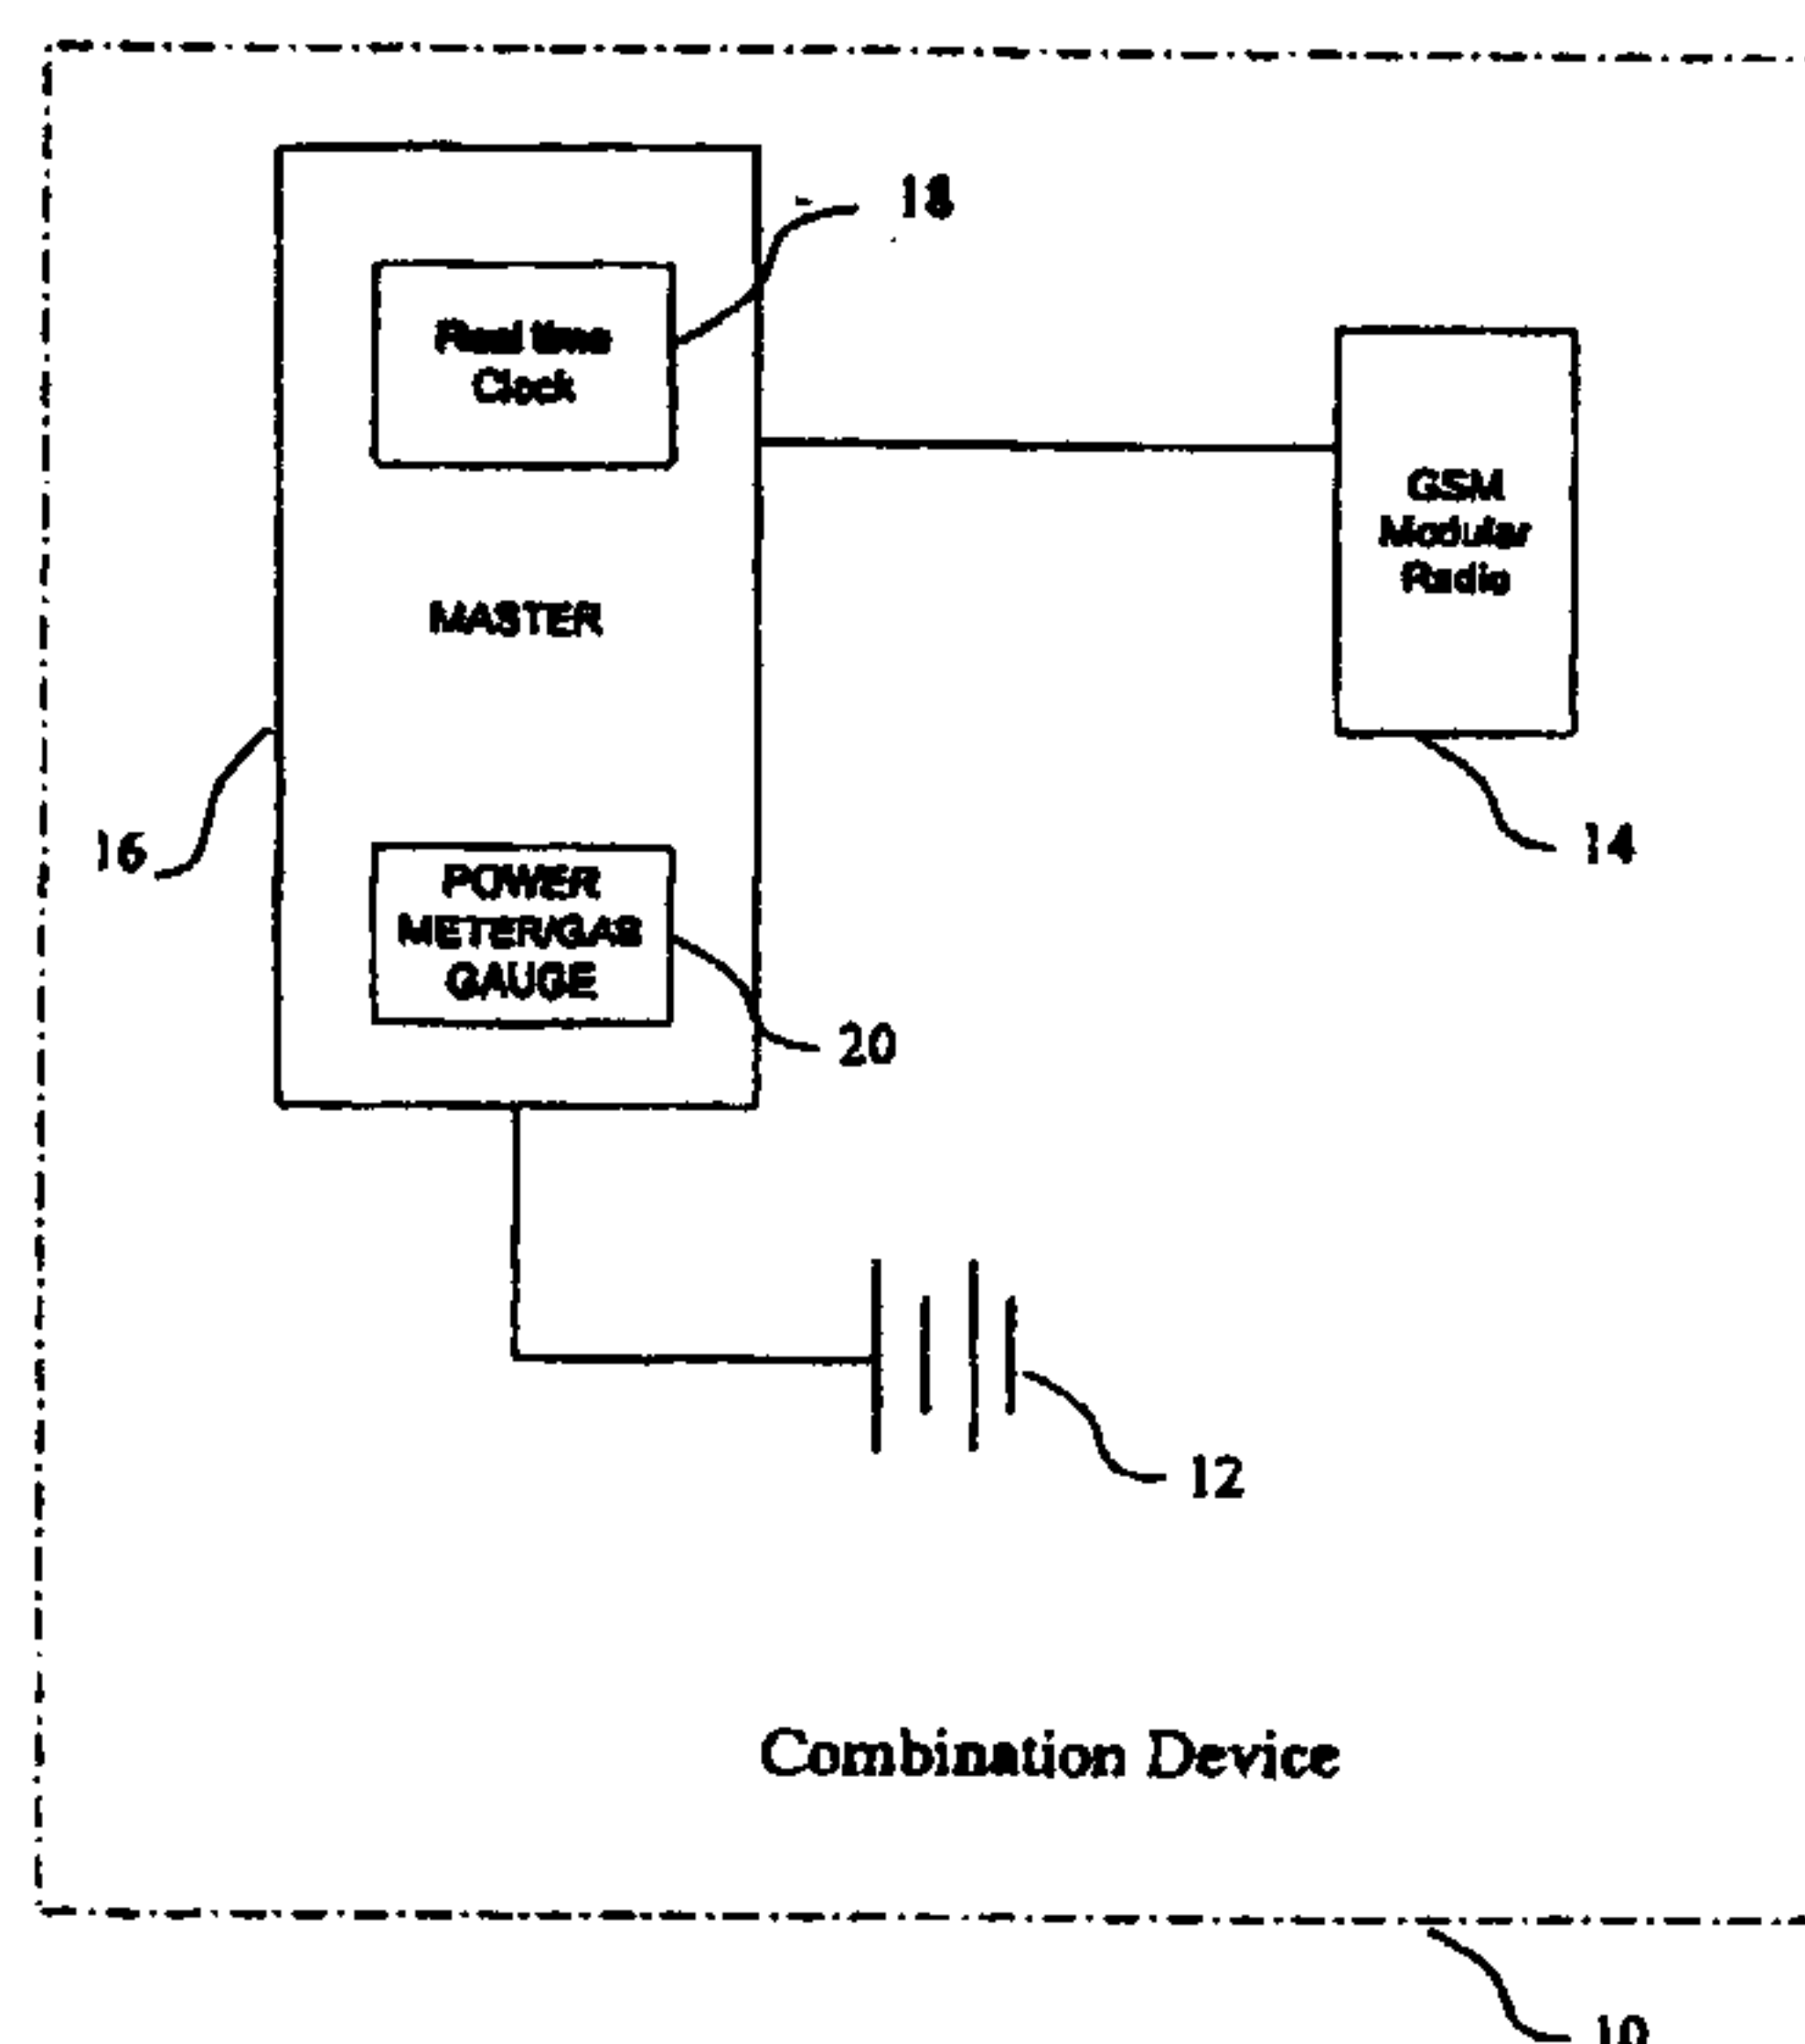 18
Real time
Clock
GSM
Modular
Radio
MASTER
16
14
POWER
METER/GAS
GAUGE
20
12
Combination Device
10